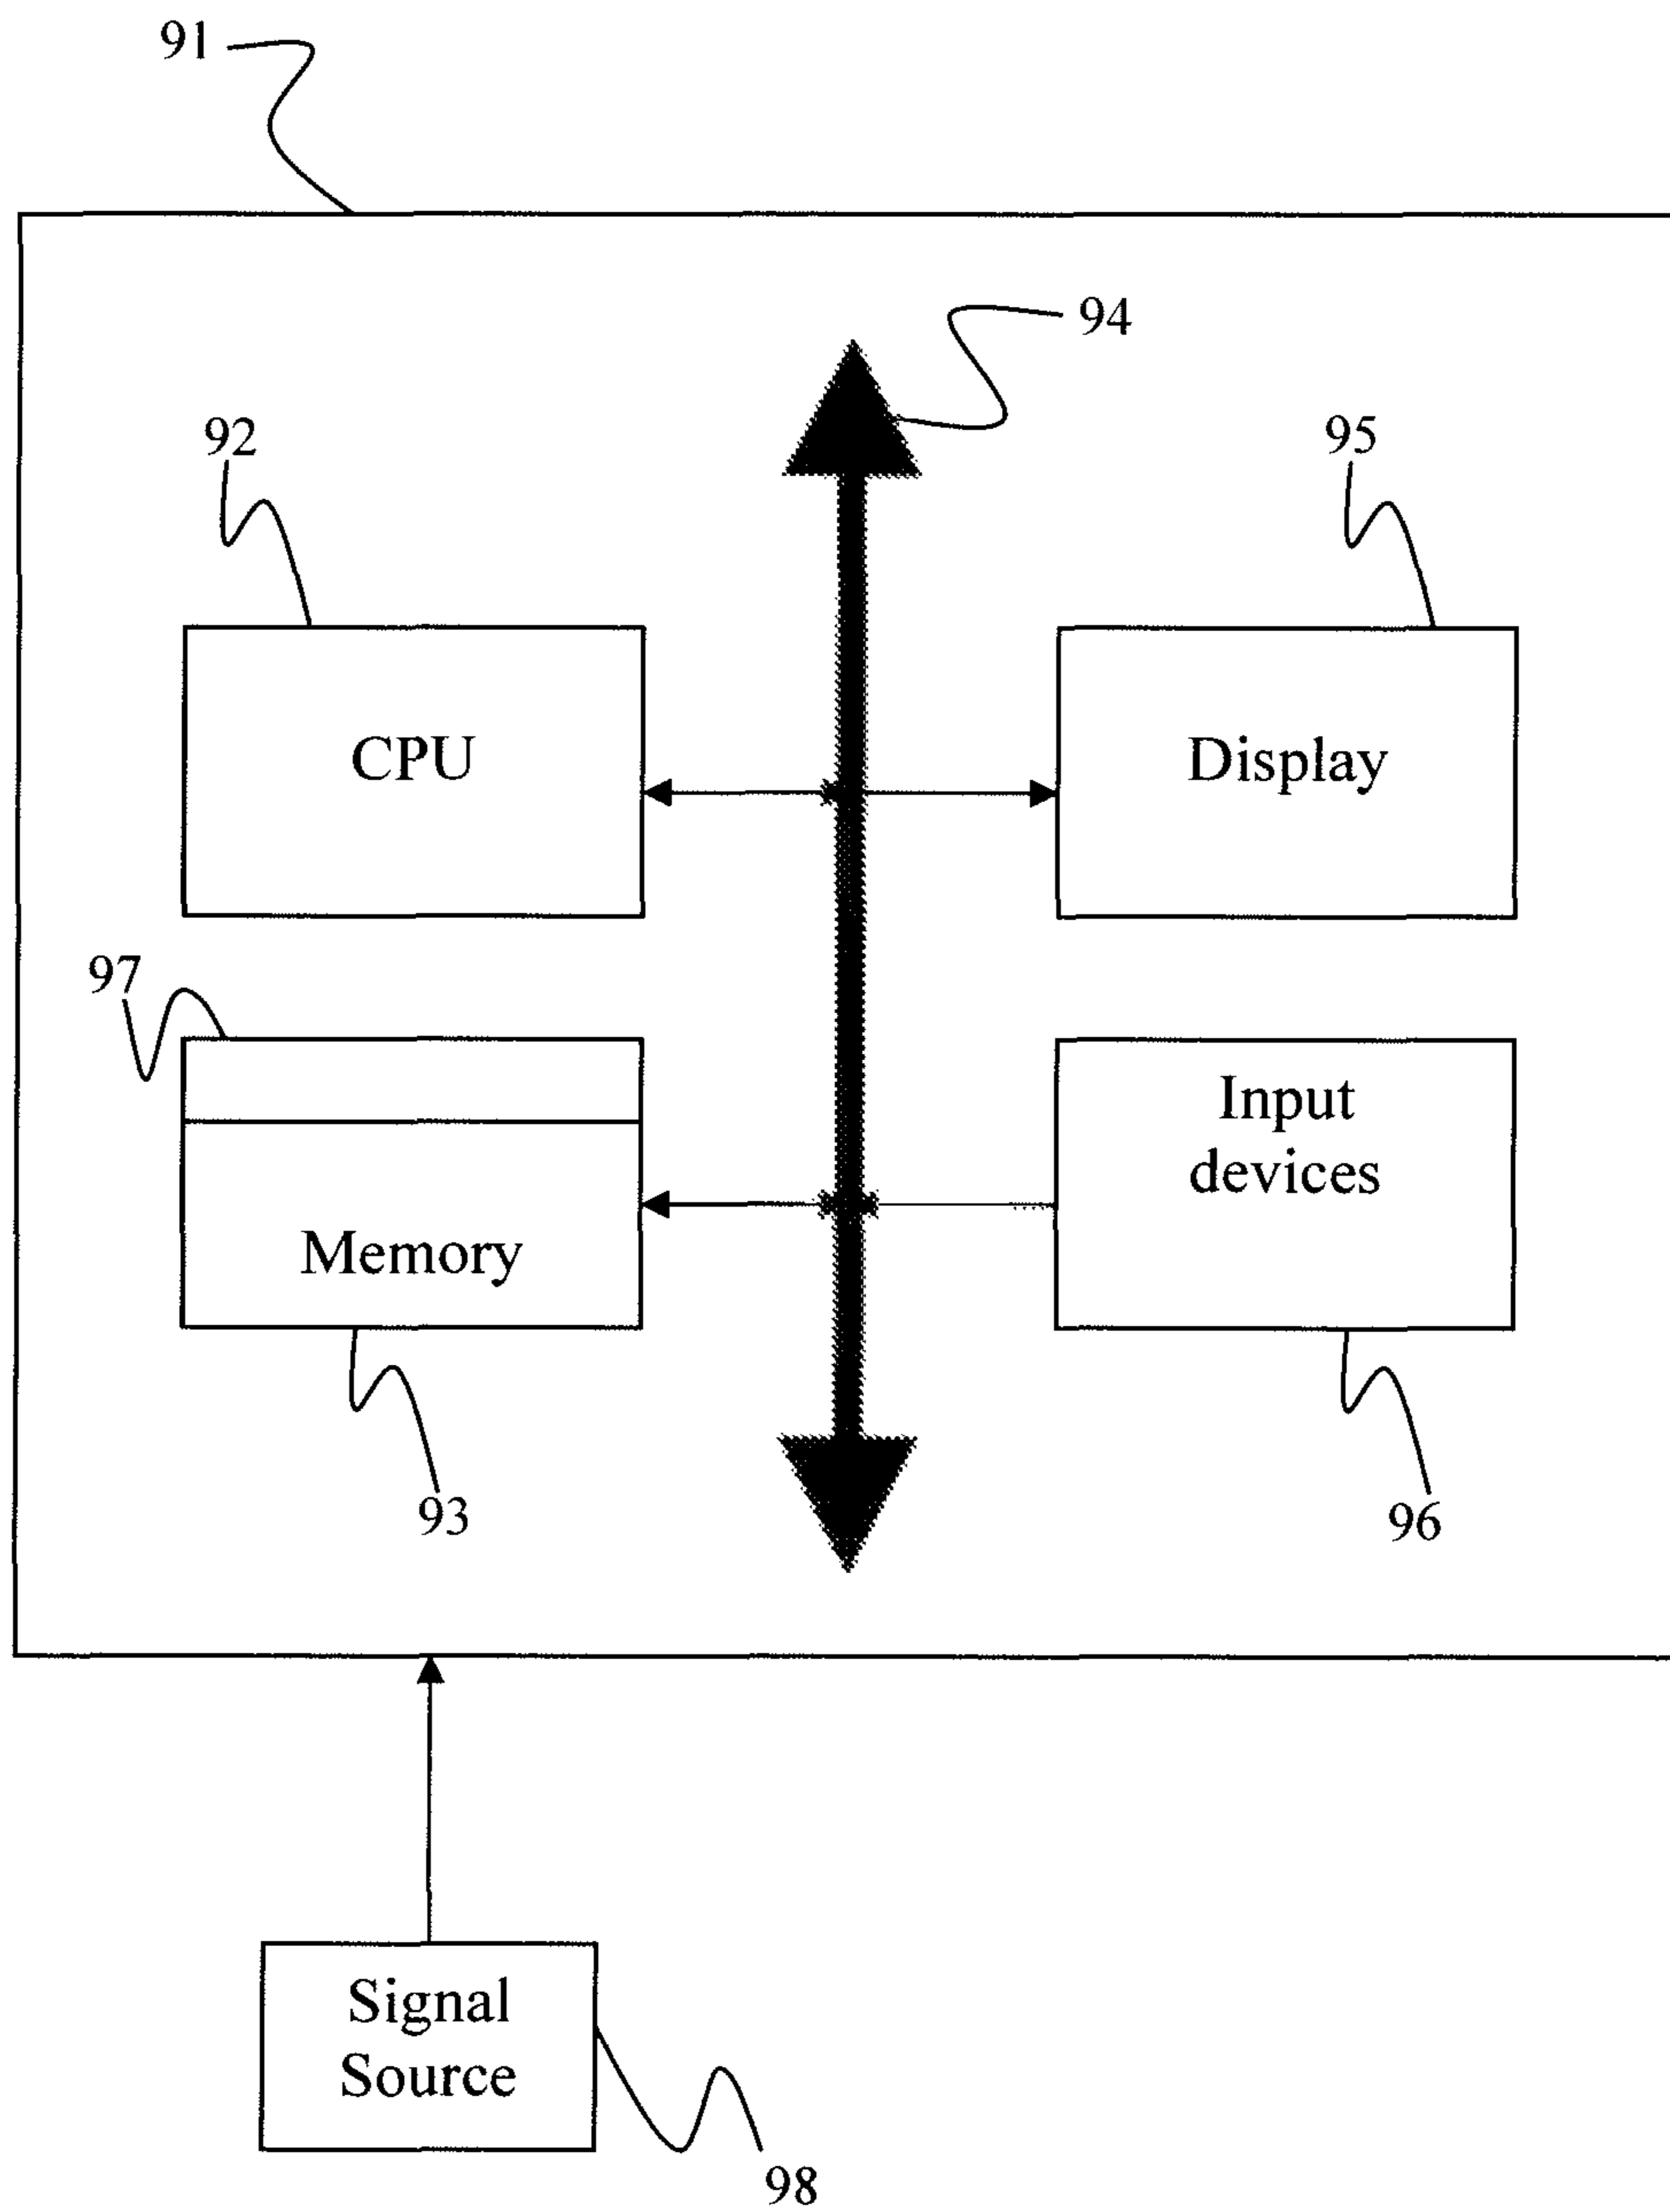 91
94
92
95
CPU
Display
97
Input
devices
Memory
93
96
Signal
Source
98